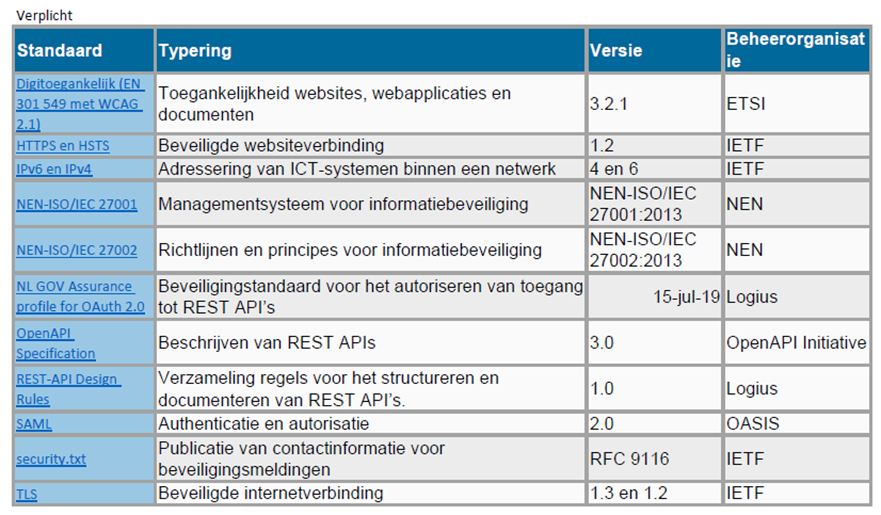 Verplicht
Standaard Typering Versie Beheerorganisat
ie
Digitoegankelijk (EN
301 549 met WCAG
2.1)
Toegankelijkheid websites, webapplicaties en
documenten
3.2.1
ETSI
HTTPS en HSTS Beveiligde websiteverbinding 1.2 IETF
IPv6 en IPv4 Adressering van ICT-systemen binnen een netwerk 4 en 6 IETF
NEN-ISO/IEC 27001
Managementsysteem voor informatiebeveiliging
NEN-ISO/IEC
27001:2013
NEN
NEN-ISO/IEC 27002
Richtlijnen en principes voor informatiebeveiliging
NEN-ISO/IEC
27002:2013
NEN
NL GOV Assurance
profile for OAuth 2.0
Beveiligingstandaard voor het autoriseren van toegang
tot REST API’s
15-jul-19
Logius
OpenAPI
Specification
Beschrijven van REST APIs
3.0
OpenAPI Initiative
REST-API Design
Rules
Verzameling regels voor het structureren en
documenteren van REST API’s.
1.0
Logius
SAML Authenticatie en autorisatie 2.0 OASIS
security.txt
Publicatie van contactinformatie voor
beveiligingsmeldingen
RFC 9116
IETF
TLS Beveiligde internetverbinding 1.3 en 1.2 IETF